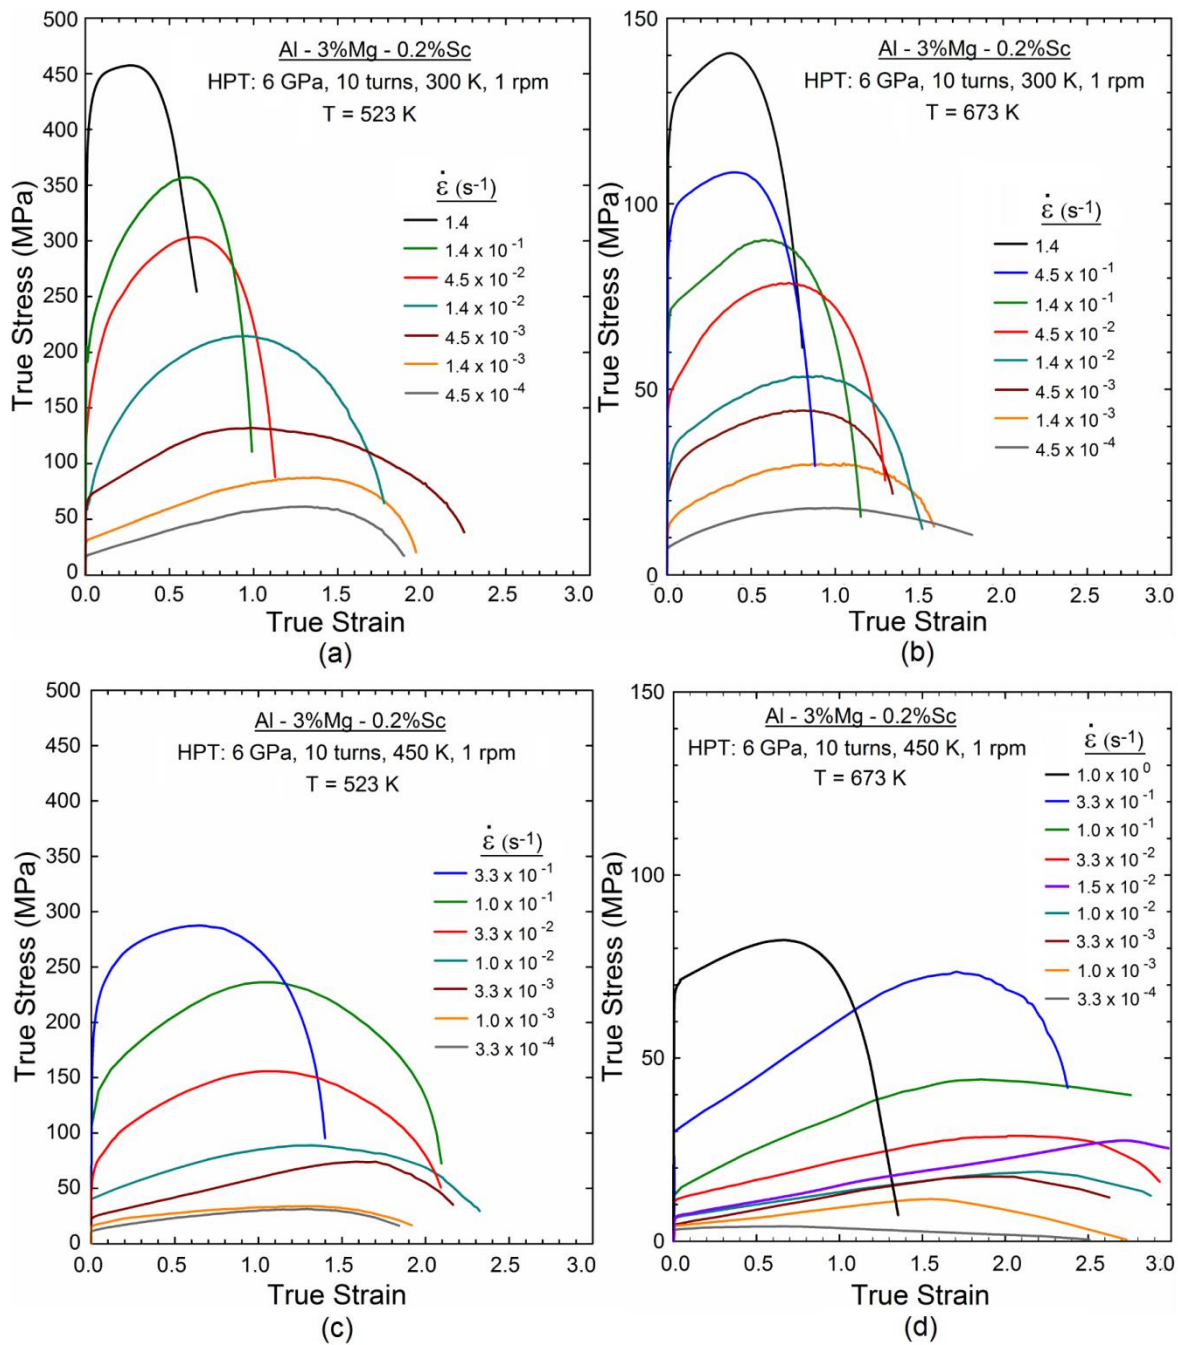 Al - 3%Mg - 0.2%Sc
HPT: 6 GPa, 10 turns, 300 K, 1 rpm
T = 523 K
ε̇ (s-1)
1.4
1.4 x 10 -1
4.5 x 10 -2
1.4 x 10 -2
4.5 x 10 -3
1.4 x 10 -3
4.5 x 10 -4
True Stress (MPa)
500
450
400
350
300
250
200
150
100
50
0
0.0 0.5 1.0 1.5 2.0 2.5 3.0
True Strain
(a)
Al - 3%Mg - 0.2%Sc
HPT: 6 GPa, 10 turns, 300 K, 1 rpm
T = 673 K
ε̇ (s-1)
1.4
4.5 x 10 -1
1.4 x 10 -1
4.5 x 10 -2
1.4 x 10 -2
4.5 x 10 -3
1.4 x 10 -3
4.5 x 10 -4
True Stress (MPa)
150
100
50
0
0.0 0.5 1.0 1.5 2.0 2.5 3.0
True Strain
(b)
Al - 3%Mg - 0.2%Sc
HPT: 6 GPa, 10 turns, 450 K, 1 rpm
T = 523 K
ε̇ (s-1)
3.3 x 10 -1
1.0 x 10 -1
3.3 x 10 -2
1.0 x 10 -2
3.3 x 10 -3
1.0 x 10 -3
3.3 x 10 -4
True Stress (MPa)
500
450
400
350
300
250
200
150
100
50
0
0.0 0.5 1.0 1.5 2.0 2.5 3.0
True Strain
(c)
Al - 3%Mg - 0.2%Sc
HPT: 6 GPa, 10 turns, 450 K, 1 rpm
T = 673 K
ε̇ (s-1)
1.0 x 10 0
3.3 x 10 -1
1.0 x 10 -1
3.3 x 10 -2
1.5 x 10 -2
1.0 x 10 -2
3.3 x 10 -3
1.0 x 10 -3
3.3 x 10 -4
True Stress (MPa)
150
100
50
0
0.0 0.5 1.0 1.5 2.0 2.5 3.0
True Strain
(d)